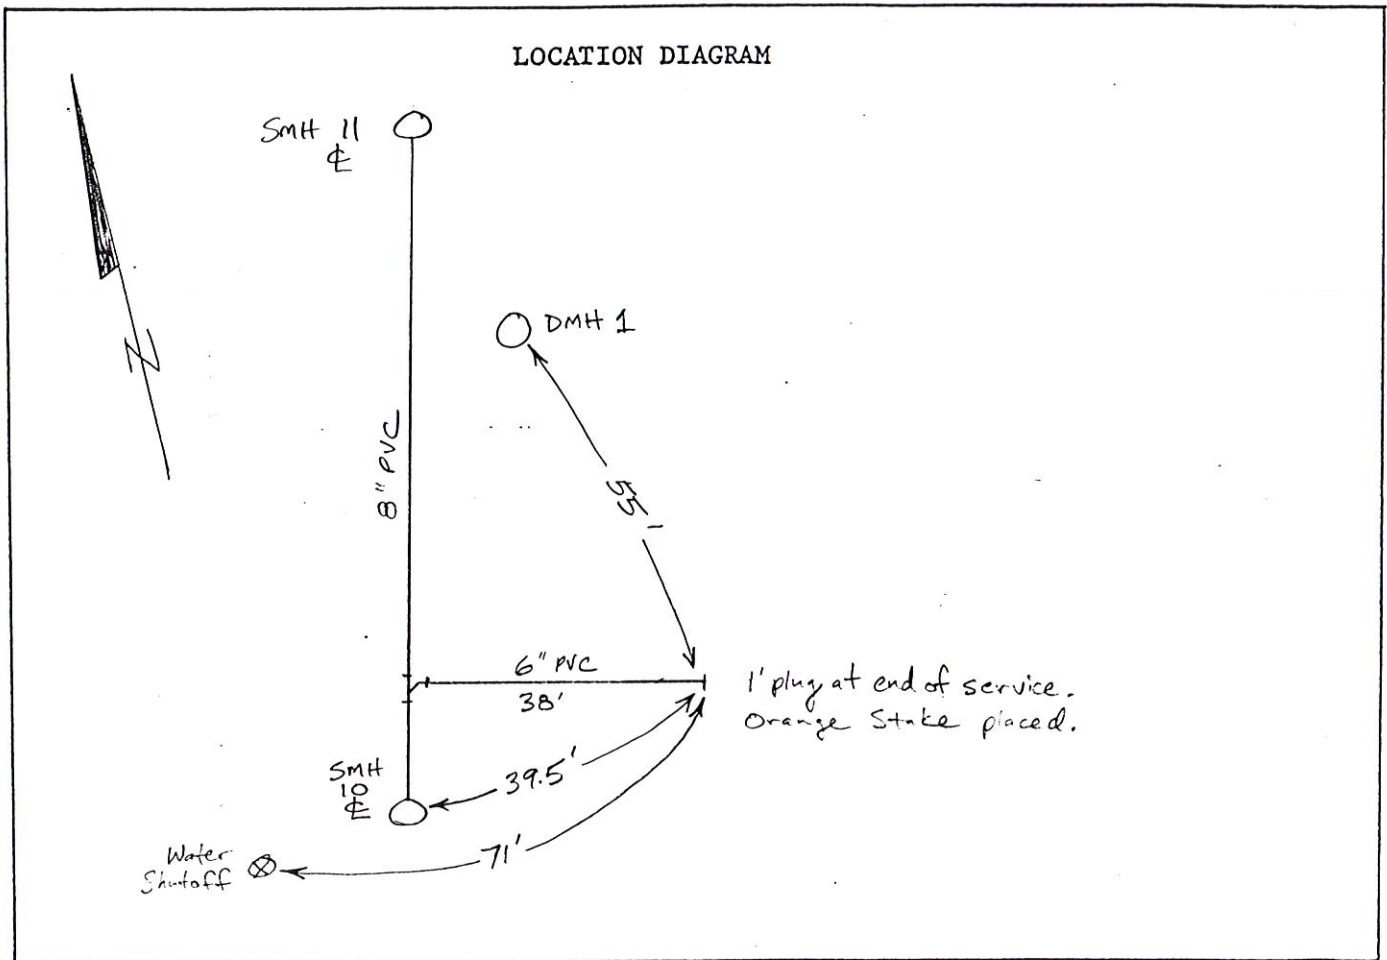 LOCATION DIAGRAM
SMH 11
℄
DMH 1
N
8" PVC
55'
6" PVC
38'
1' plug at end of service.
Orange Stake placed.
SMH
10
℄
39.5'
71'
Water
Shutoff